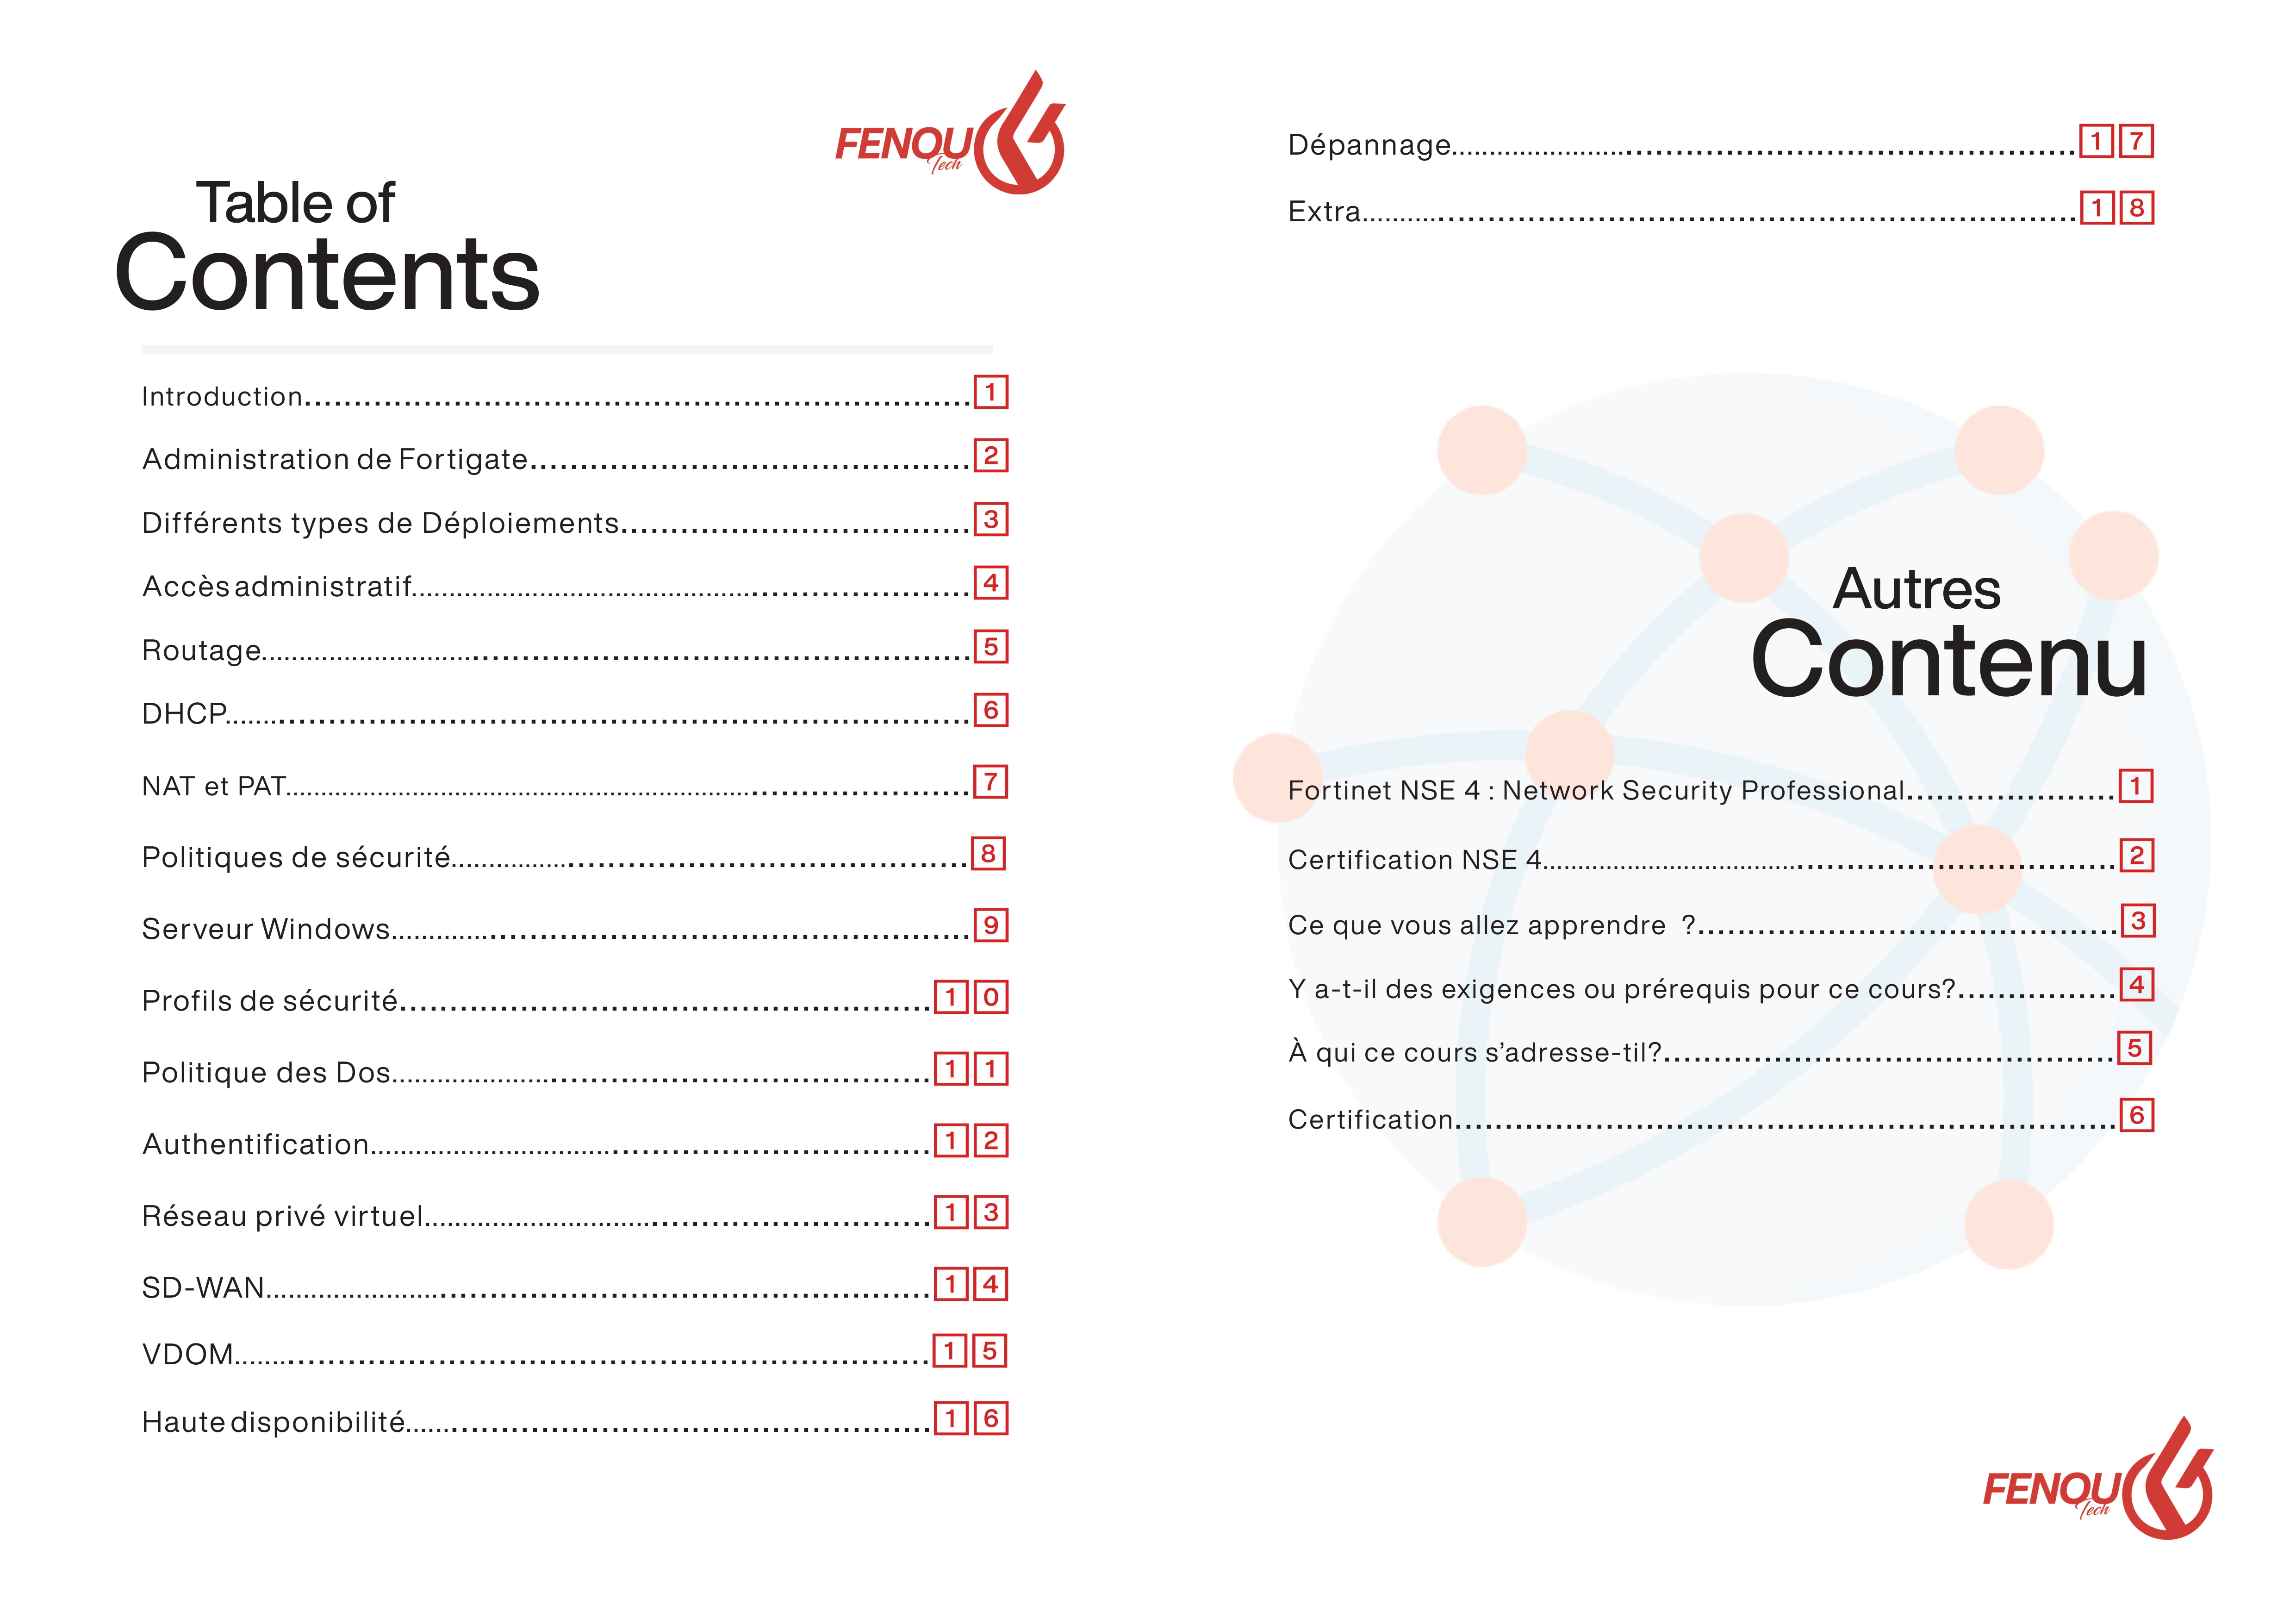 FENOU
Tech
Table of
Contents
Introduction.................................................................... 1
Administration de Fortigate............................................ 2
Différents types de Déploiements................................... 3
Accès administratif............................................................... 4
Routage............................................................................. 5
DHCP............................................................................ 6
NAT et PAT........................................................................... 7
Politiques de sécurité....................................................... 8
Serveur Windows............................................................. 9
Profils de sécurité..................................................... 10
Politique des Dos......................................................... 11
Authentification............................................................ 12
Réseau privé virtuel........................................................ 13
SD-WAN...................................................................... 14
VDOM....................................................................... 15
Haute disponibilité...................................................... 16
Dépannage.................................................................. 17
Extra.......................................................................... 18
Autres
Contenu
Fortinet NSE 4 : Network Security Professional..................... 1
Certification NSE 4................................................................ 2
Ce que vous allez apprendre ?.......................................... 3
Y a-t-il des exigences ou prérequis pour ce cours?................ 4
À qui ce cours s’adresse-til?............................................. 5
Certification.................................................................. 6
FENOU
Tech